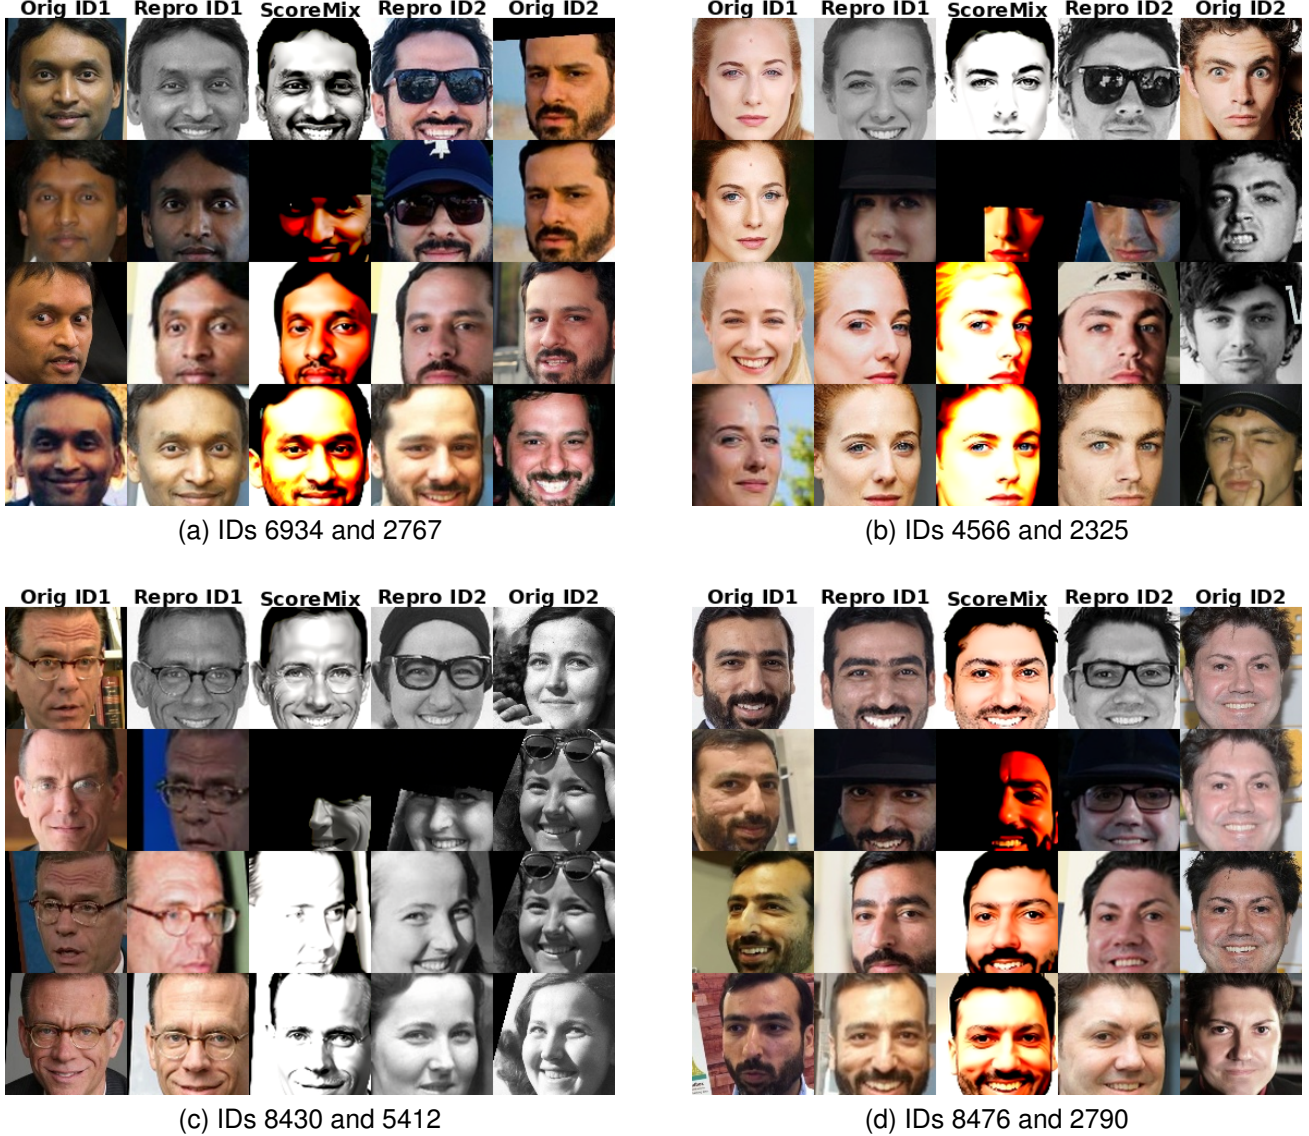 Orig ID1 Repro ID1 ScoreMix Repro ID2 Orig ID2
Orig ID1 Repro ID1 ScoreMix Repro ID2 Orig ID2
(a) IDs 6934 and 2767
(b) IDs 4566 and 2325
Orig ID1 Repro ID1 ScoreMix Repro ID2 Orig ID2
Orig ID1 Repro ID1 ScoreMix Repro ID2 Orig ID2
(c) IDs 8430 and 5412
(d) IDs 8476 and 2790